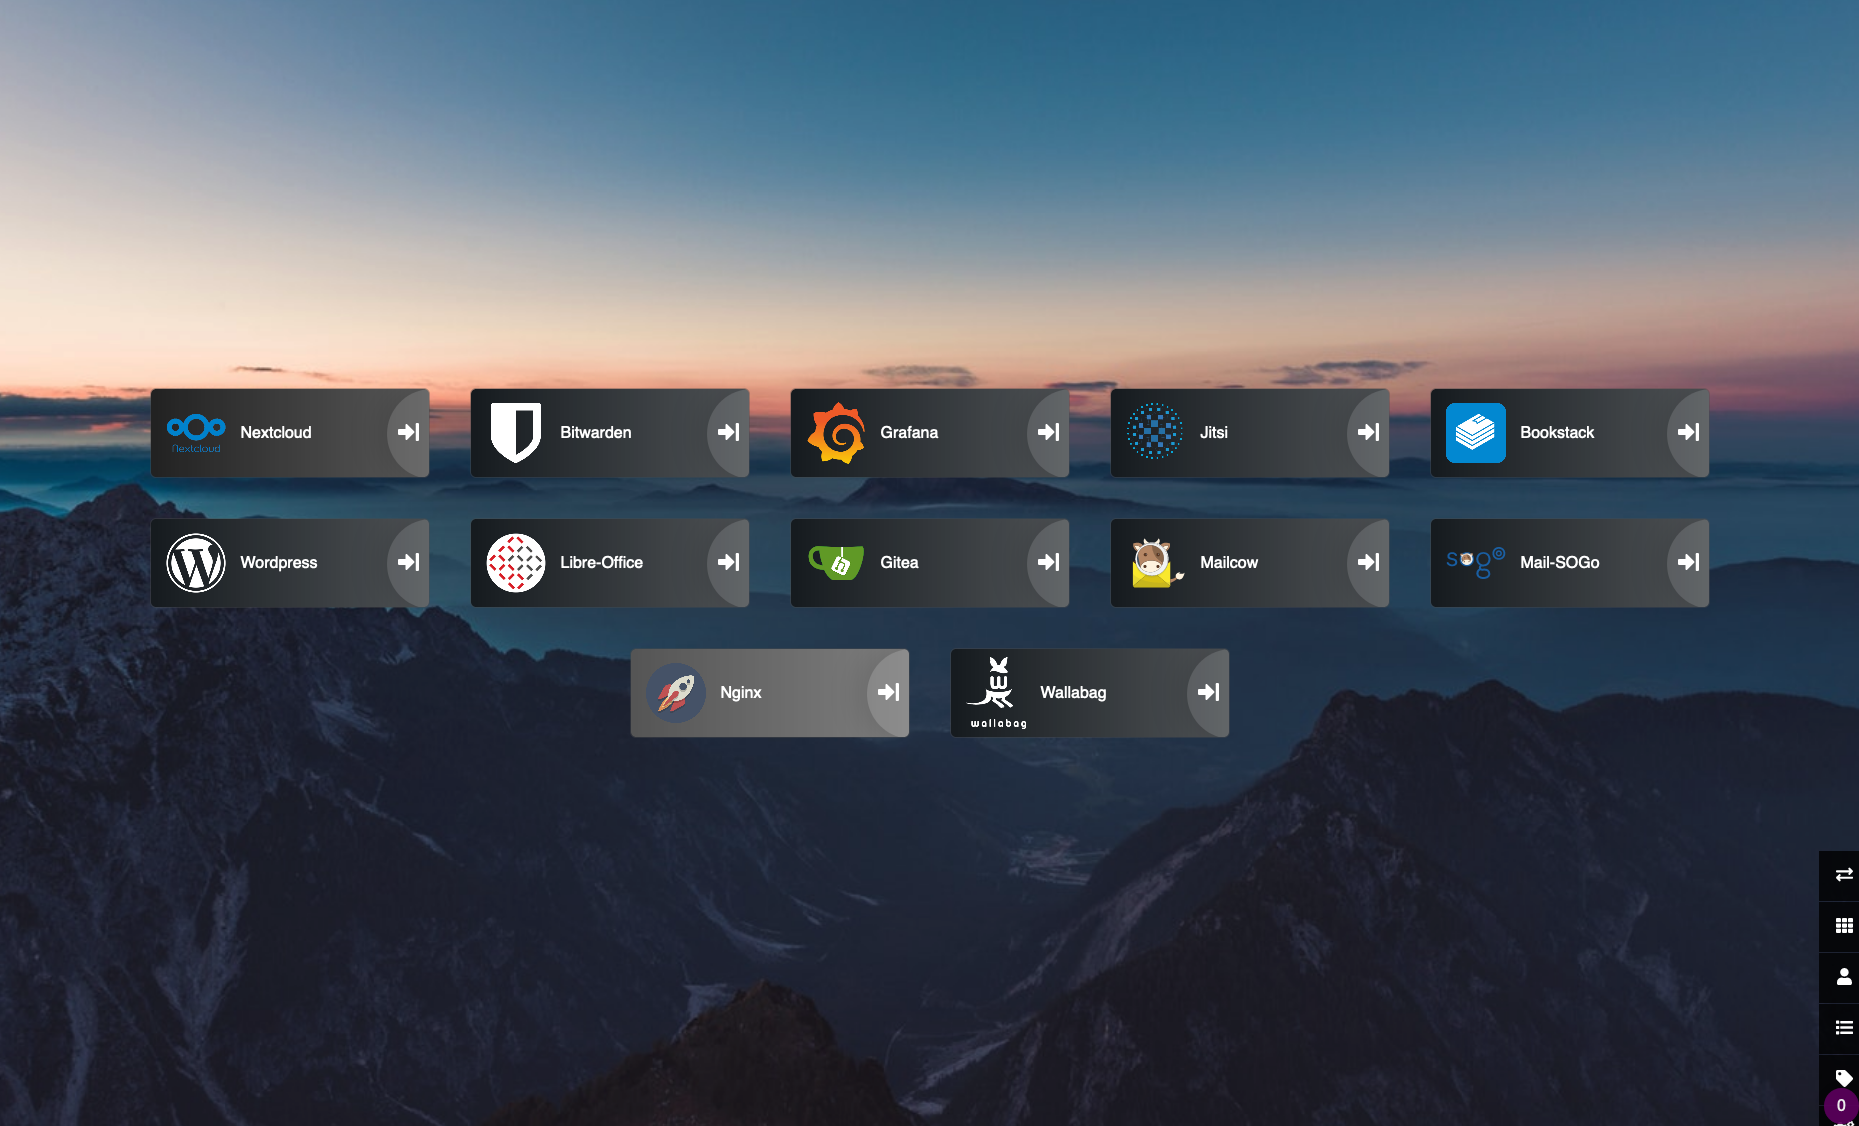 Nextcloud
Nextcloud
Bitwarden
Grafana
Jitsi
Bookstack
Wordpress
Libre-Office
Gitea
Mailcow
sogo
Mail-SOGo
Nginx
w
wallabag
Wallabag
0